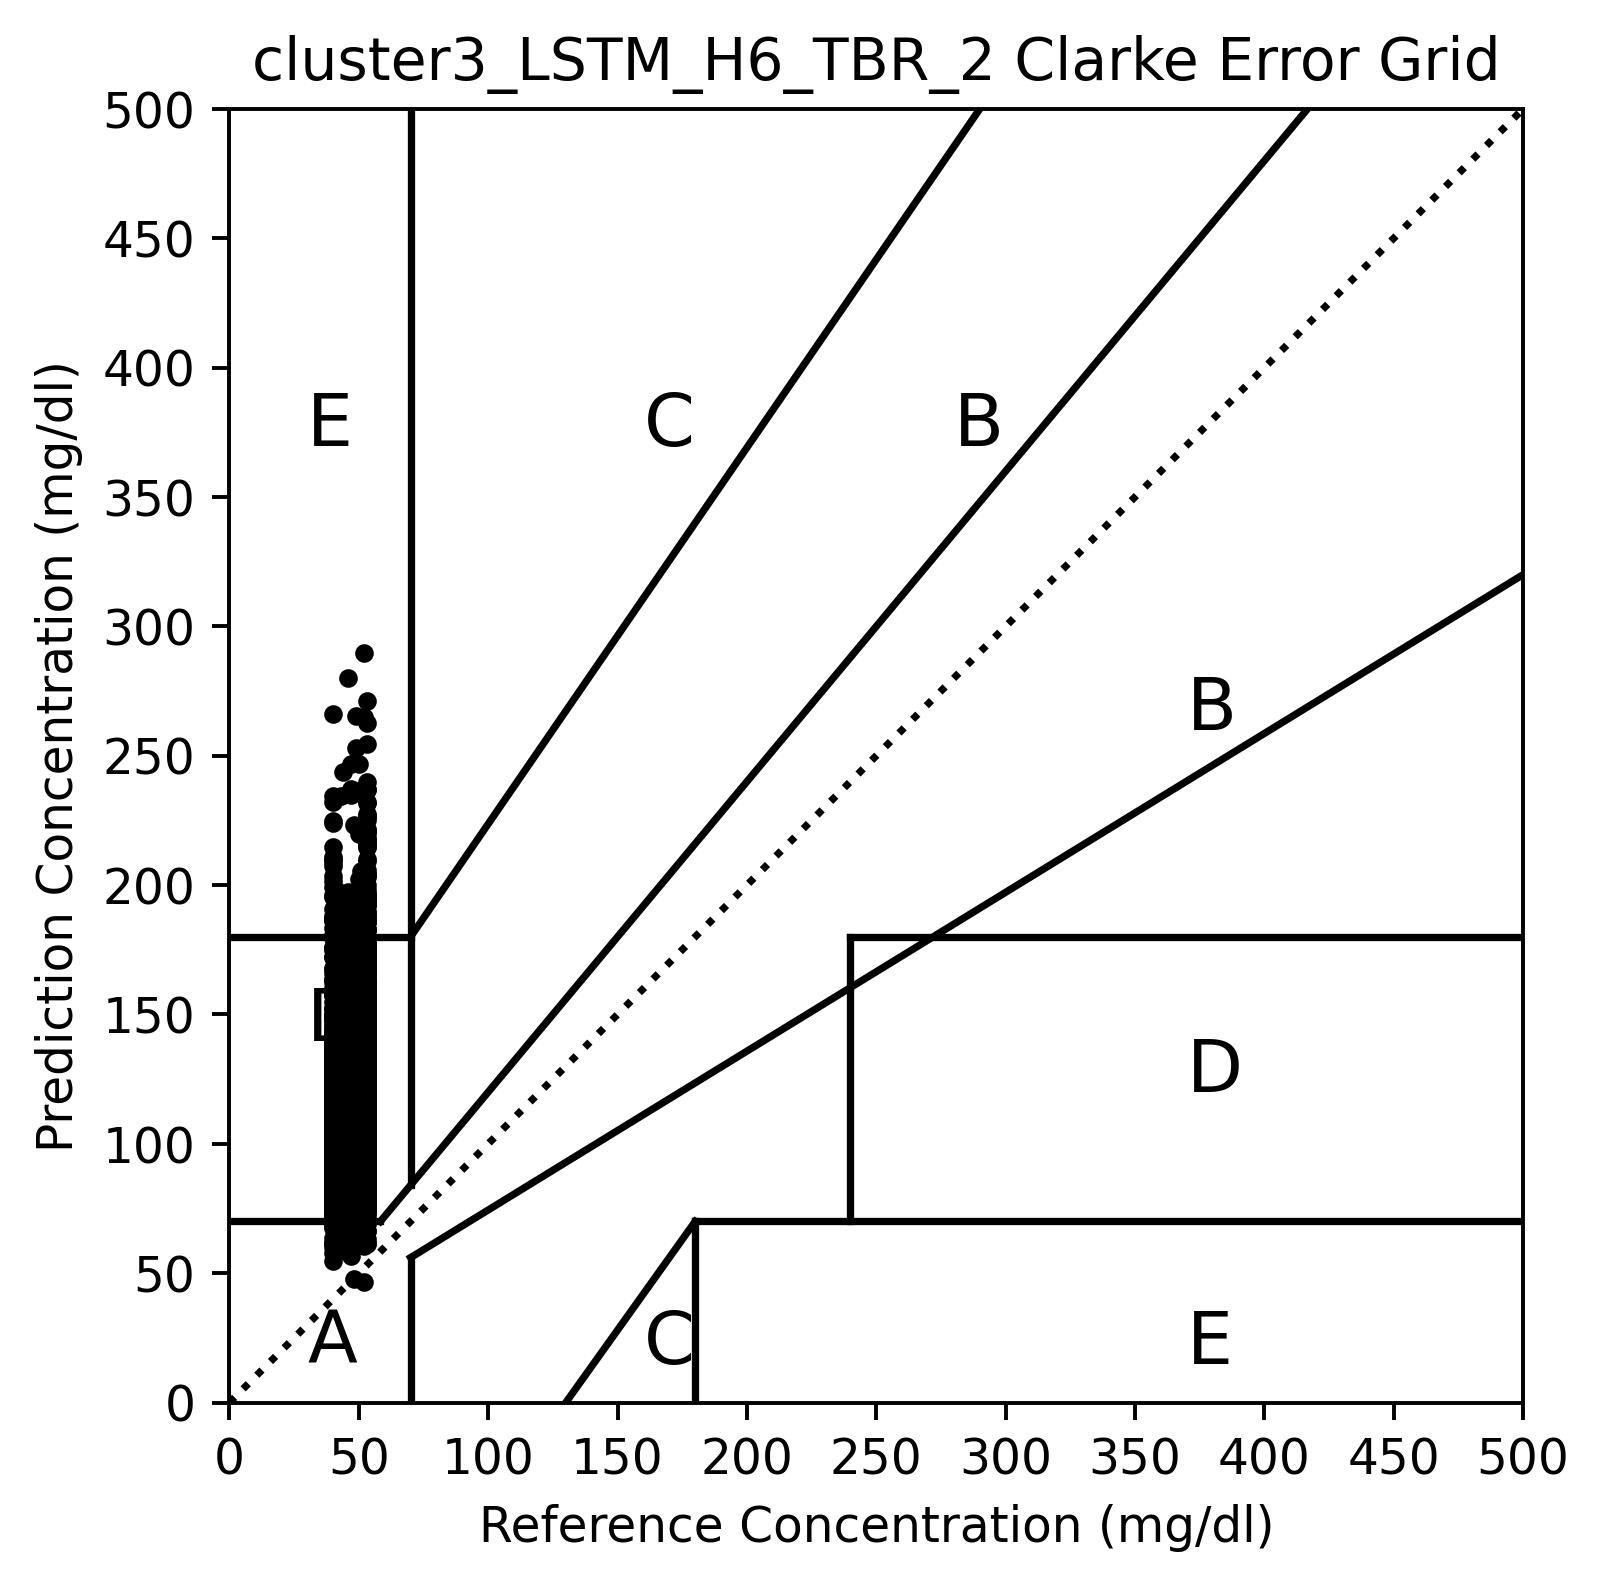 cluster3_LSTM_H6_TBR_2 Clarke Error Grid
500
450
400
350
300
250
200
150
100
50
0
Prediction Concentration (mg/dl)
E
C
B
B
D
A
C
E
0
50
100
150
200
250
300
350
400
450
500
Reference Concentration (mg/dl)